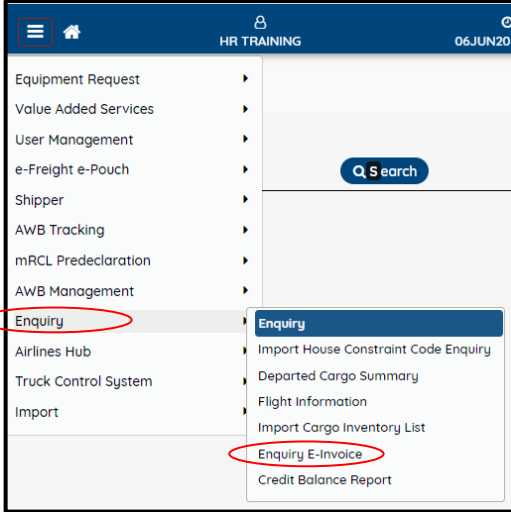 HR TRAINING
06JUN20
Equipment Request
Value Added Services
User Management
e-Freight e-Pouch
Shipper
AWB Tracking
mRCL Predeclaration
AWB Management
Enquiry
Airlines Hub
Truck Control System
Import
Search
Enquiry
Import House Constraint Code Enquiry
Departed Cargo Summary
Flight Information
Import Cargo Inventory List
Enquiry E-Invoice
Credit Balance Report